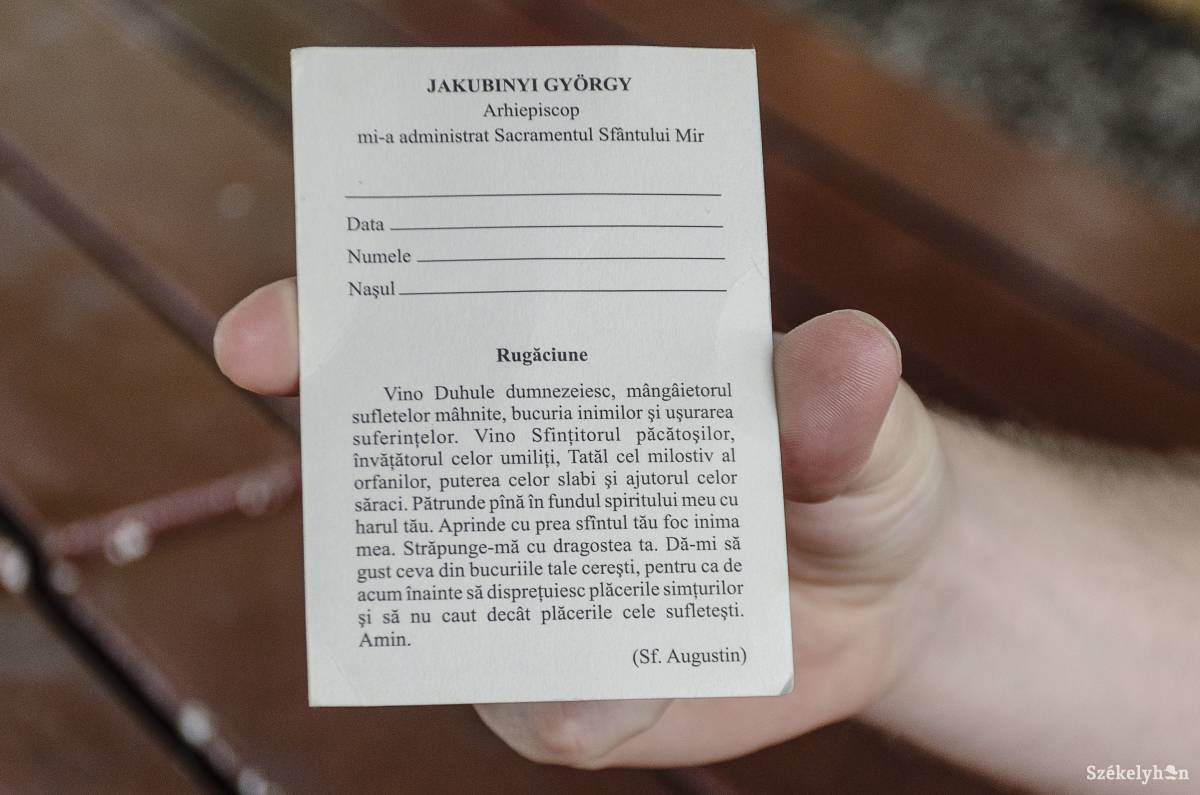 JAKUBINYI GYÖRGY
Arhiepiscop
mi-a administrat Sacramentul Sfântului Mir
Data
Numele
Naşul
Rugăciune
Vino Duhule dumnezeiesc, mângâietorul
sufletelor mâhnite, bucuria inimilor şi uşurarea
suferinţelor. Vino Sfinţitorul păcătoşilor,
învăţătorul celor umiliţi, Tatăl cel milostiv al
orfanilor, puterea celor slabi şi ajutorul celor
săraci. Pătrunde pînă în fundul spiritului meu cu
harul tău. Aprinde cu prea sfîntul tău foc inima
mea. Străpunge-mă cu dragostea ta. Dă-mi să
gust ceva din bucuriile tale cereşti, pentru ca de
acum înainte să dispreţuiesc plăcerile simţurilor
şi să nu caut decât plăcerile cele sufleteşti.
Amin.
(Sf. Augustin)
Székelyhon